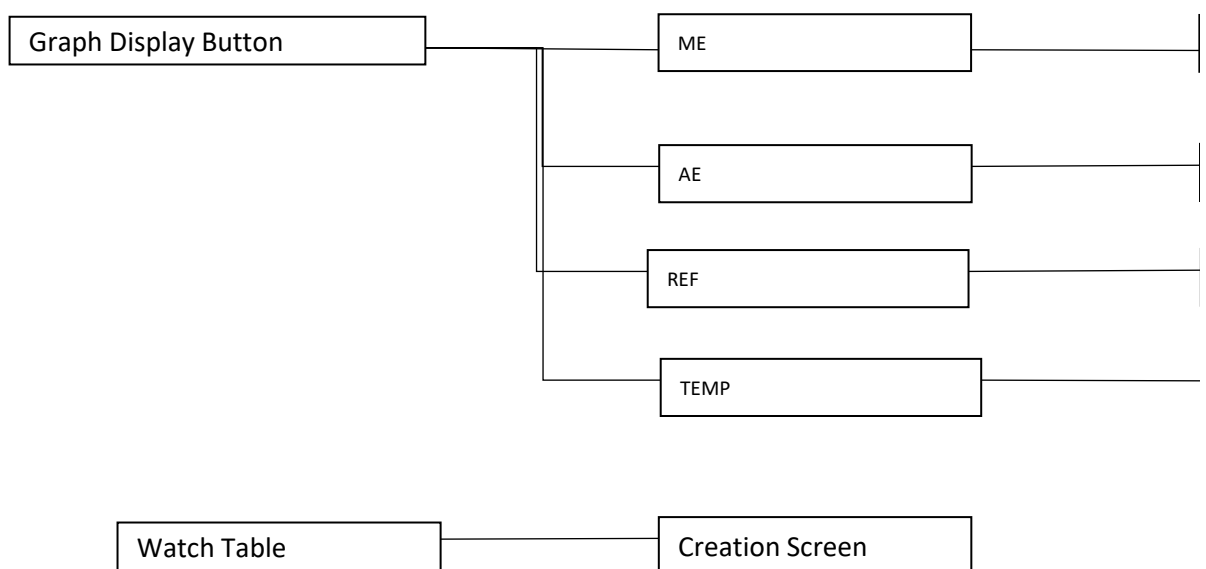 Graph Display Button
ME
AE
REF
TEMP
Watch Table
Creation Screen